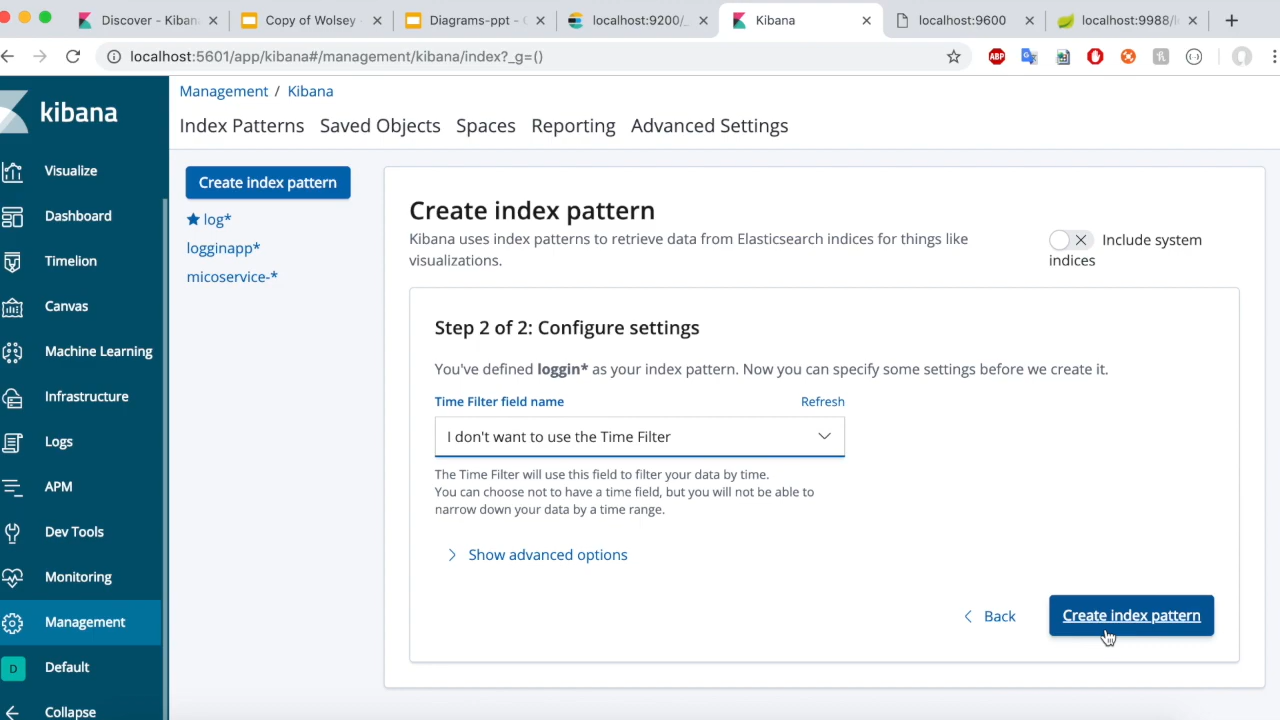 Discover - Kiban
Copy of Wolsey
Diagrams-ppt -
localhost:9200/_
Kibana
localhost:9600
localhost:9988/l
localhost:5601/app/kibana#/management/kibana/index?_g=()
ABP
kibana
Visualize
Dashboard
Timelion
Canvas
Machine Learning
Infrastructure
Logs
APM
Dev Tools
Monitoring
Management
D Default
Collapse
Management / Kibana
Index Patterns Saved Objects Spaces Reporting Advanced Settings
Create index pattern
log*
logginapp*
micoservice-*
Create index pattern
Kibana uses index patterns to retrieve data from Elasticsearch indices for things like
visualizations.
Include system
indices
Step 2 of 2: Configure settings
You've defined loggin* as your index pattern. Now you can specify some settings before we create it.
Time Filter field name Refresh
I don't want to use the Time Filter
The Time Filter will use this field to filter your data by time.
You can choose not to have a time field, but you will not be able to
narrow down your data by a time range.
Show advanced options
Back
Create index pattern